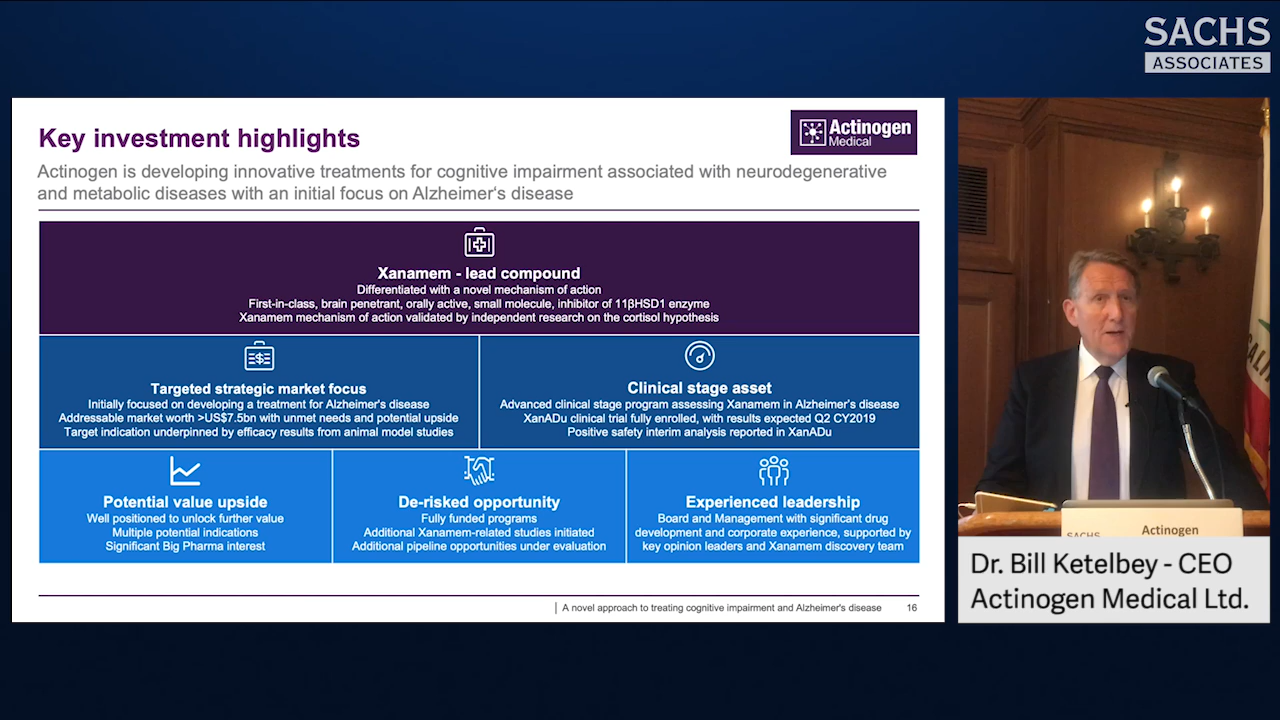 SACHS
ASSOCIATES
Key investment highlights
Actinogen
Medical
Actinogen is developing innovative treatments for cognitive impairment associated with neurodegenerative
and metabolic diseases with an initial focus on Alzheimer‘s disease
Xanamem - lead compound
Differentiated with a novel mechanism of action
First-in-class, brain penetrant, orally active, small molecule, inhibitor of 11βHSD1 enzyme
Xanamem mechanism of action validated by independent research on the cortisol hypothesis
Targeted strategic market focus
Initially focused on developing a treatment for Alzheimer's disease
Addressable market worth >US$7.5bn with unmet needs and potential upside
Target indication underpinned by efficacy results from animal model studies
Clinical stage asset
Advanced clinical stage program assessing Xanamem in Alzheimer's disease
XanADu clinical trial fully enrolled, with results expected Q2 CY2019
Positive safety interim analysis reported in XanADu
Potential value upside
Well positioned to unlock further value
Multiple potential indications
Significant Big Pharma interest
De-risked opportunity
Fully funded programs
Additional Xanamem-related studies initiated
Additional pipeline opportunities under evaluation
Experienced leadership
Board and Management with significant drug
development and corporate experience, supported by
key opinion leaders and Xanamem discovery team
A novel approach to treating cognitive impairment and Alzheimer's disease
16
Actinogen
SACHS
Dr. Bill Ketelbey - CEO
Actinogen Medical Ltd.